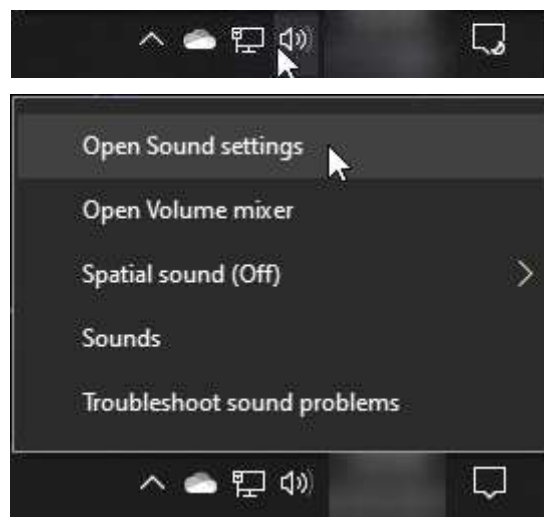 Open Sound settings
Open Volume mixer
Spatial sound (Off)
Sounds
Troubleshoot sound problems